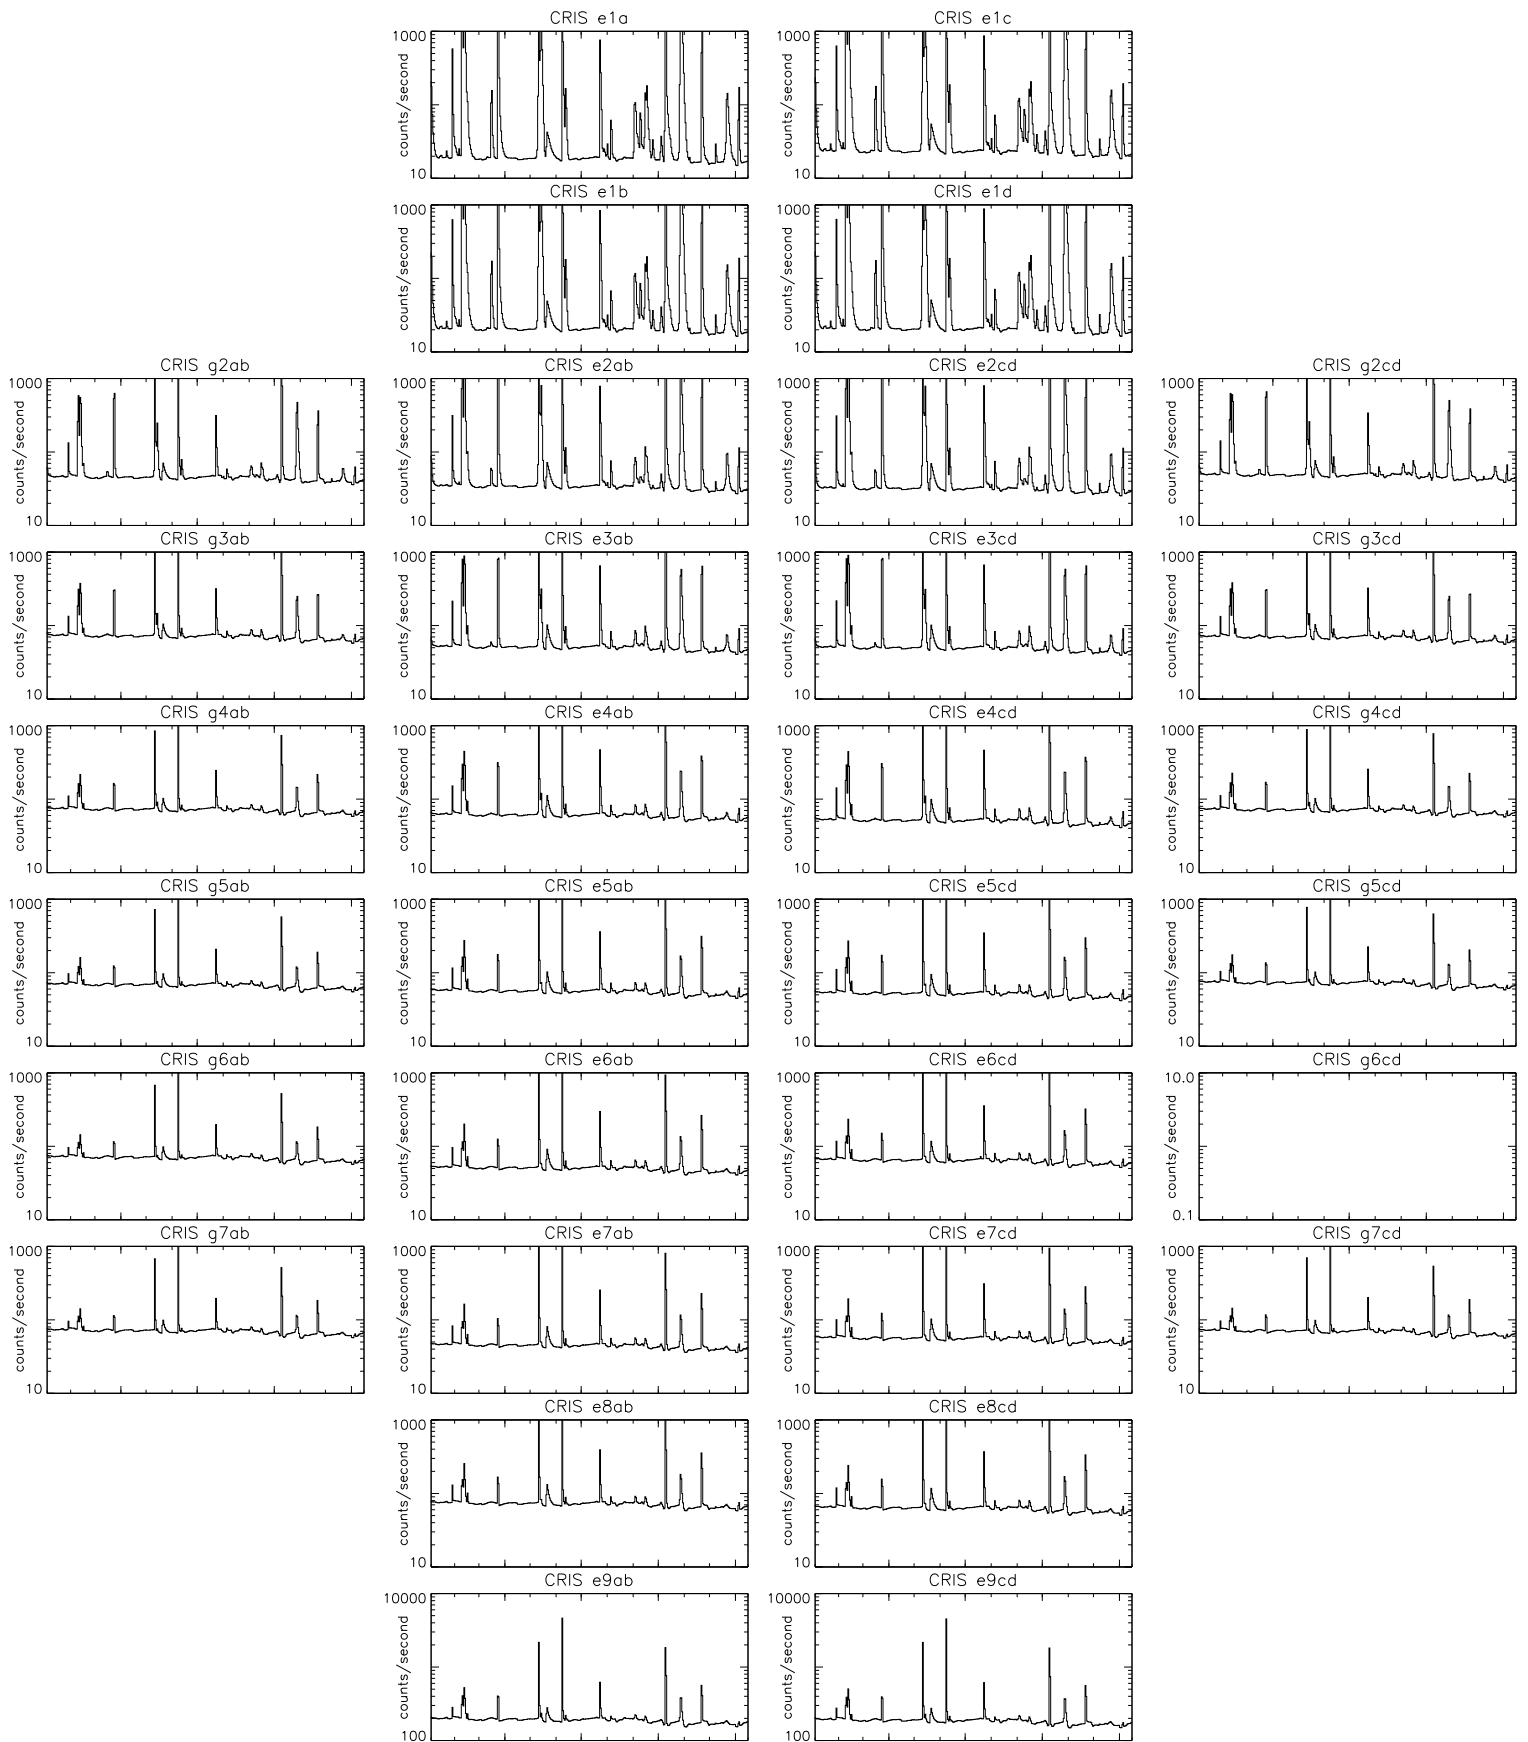 CRIS e1a CRIS e1c
1000 1000
counts/second counts/second
10 10
CRIS e1b CRIS e1d
1000 1000
counts/second counts/second
10 10
CRIS g2ab CRIS e2ab CRIS e2cd CRIS g2cd
1000 1000 1000 1000
counts/second counts/second counts/second counts/second
10 10 10 10
CRIS g3ab CRIS e3ab CRIS e3cd CRIS g3cd
1000 1000 1000 1000
counts/second counts/second counts/second counts/second
10 10 10 10
CRIS g4ab CRIS e4ab CRIS e4cd CRIS g4cd
1000 1000 1000 1000
counts/second counts/second counts/second counts/second
10 10 10 10
CRIS g5ab CRIS e5ab CRIS e5cd CRIS g5cd
1000 1000 1000 1000
counts/second counts/second counts/second counts/second
10 10 10 10
CRIS g6ab CRIS e6ab CRIS e6cd CRIS g6cd
1000 1000 1000 10.0
counts/second counts/second counts/second counts/second
10 10 10 0.1
CRIS g7ab CRIS e7ab CRIS e7cd CRIS g7cd
1000 1000 1000 1000
counts/second counts/second counts/second counts/second
10 10 10 10
CRIS e8ab CRIS e8cd
1000 1000
counts/second counts/second
10 10
CRIS e9ab CRIS e9cd
10000 10000
counts/second counts/second
100 100